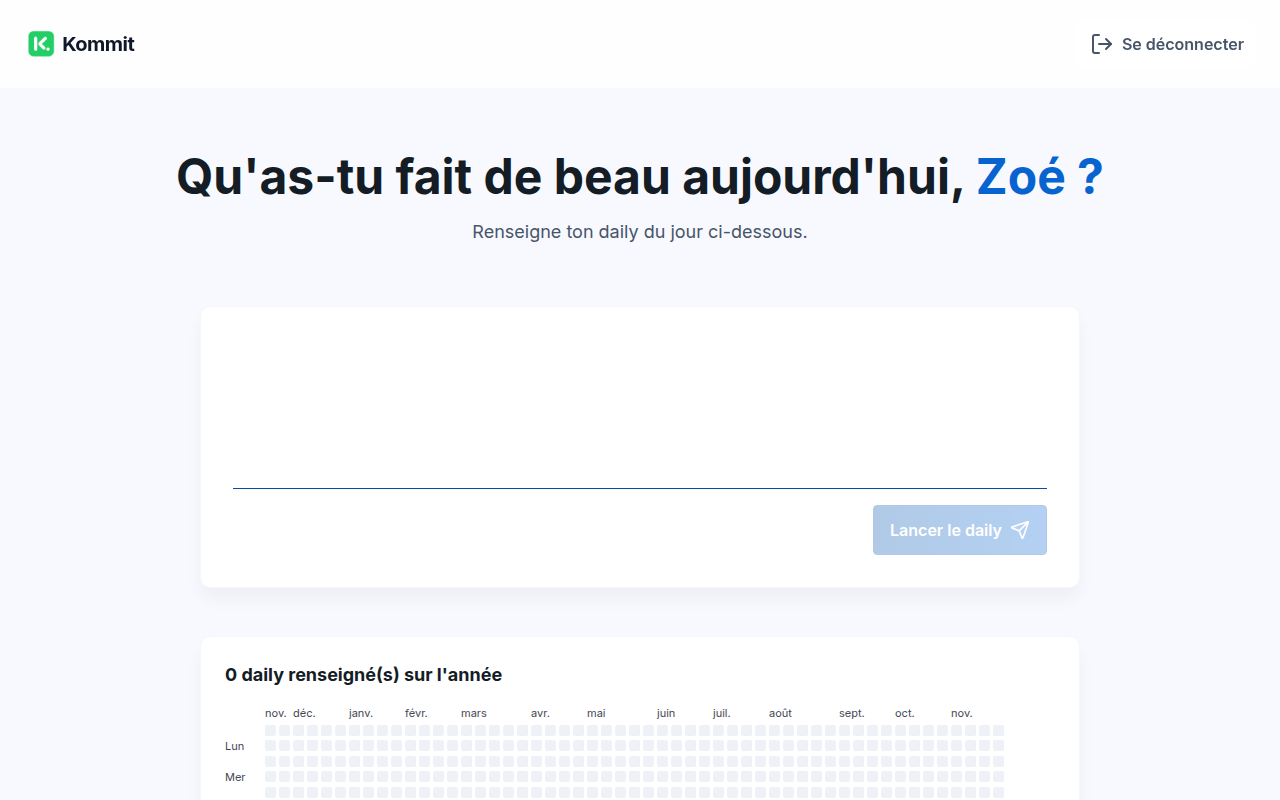 Kommit
Se déconnecter
Qu'as-tu fait de beau aujourd'hui, Zoé ?
Renseigne ton daily du jour ci-dessous.
Lancer le daily
0 daily renseigné(s) sur l'année
nov. déc. janv. févr. mars avr. mai juin juil. août sept. oct. nov.
Lun
Mer